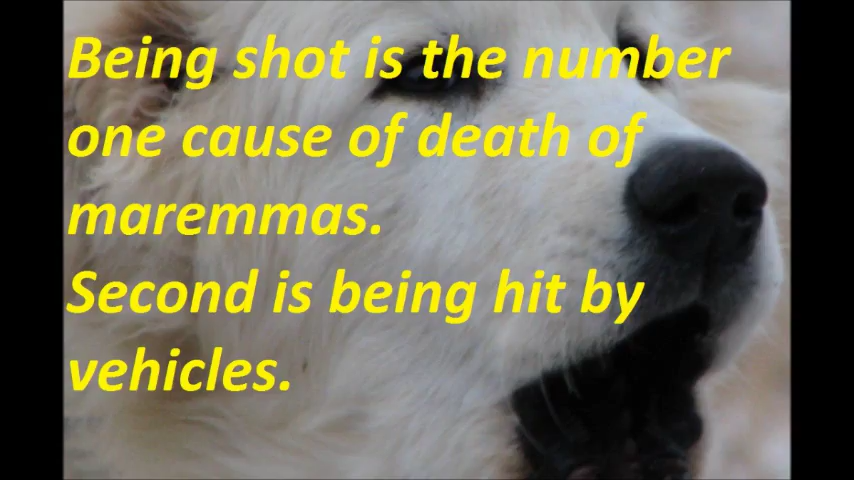 Being shot is the number
one cause of death of
maremmas.
Second is being hit by
vehicles.